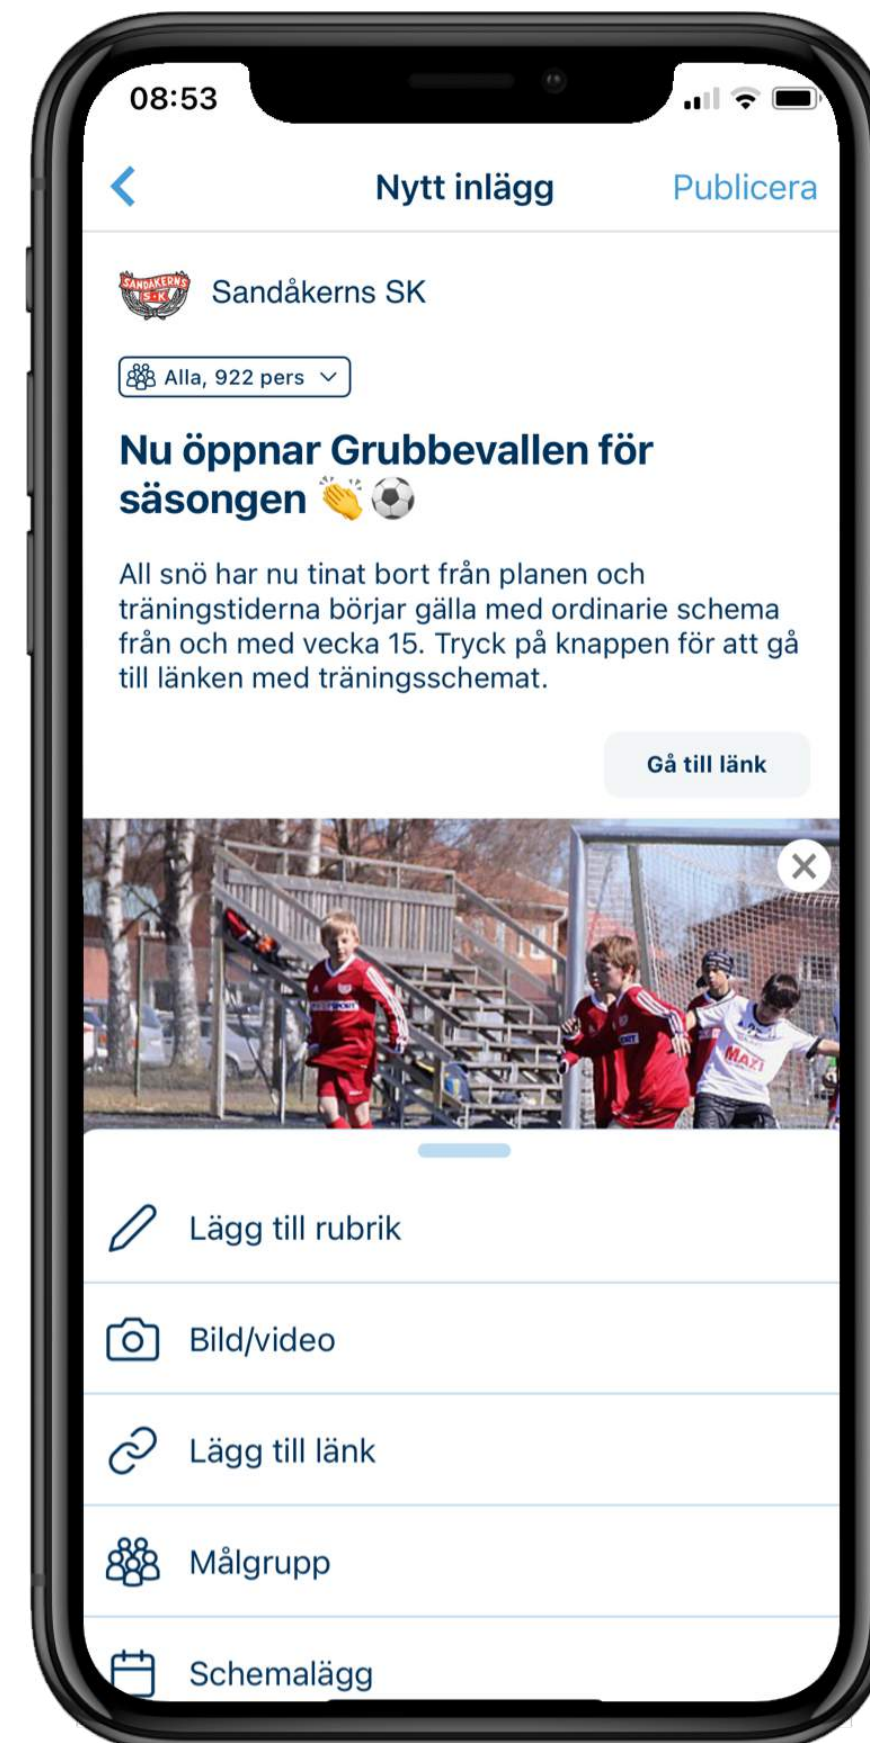 08:53
Nytt inlägg
Publicera
SANDÅKERNS
S·K
Sandåkerns SK
Alla, 922 pers
Nu öppnar Grubbevallen för
säsongen 👏⚽
All snö har nu tinat bort från planen och
träningstiderna börjar gälla med ordinarie schema
från och med vecka 15. Tryck på knappen för att gå
till länken med träningsschemat.
Gå till länk
MAXI
Lägg till rubrik
Bild/video
Lägg till länk
Målgrupp
Schemalägg